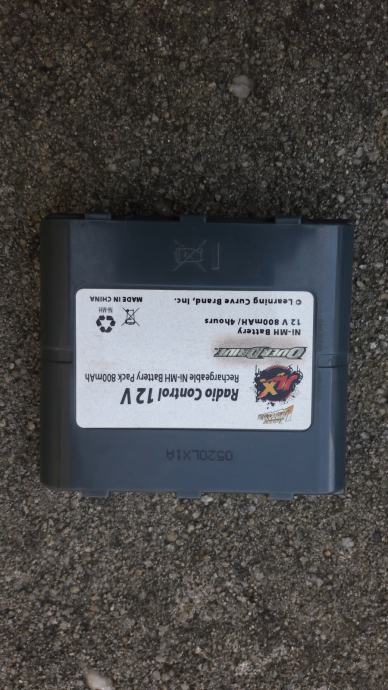 0520LX1A
Radio Control 12 V
Rechargeable Ni-MH Battery Pack 800mAh
OVERDRIVE
Ni-MH Battery
12 V 800mAH/ 4hours
© Learning Curve Brand, Inc.
Ni-MH
MADE IN CHINA